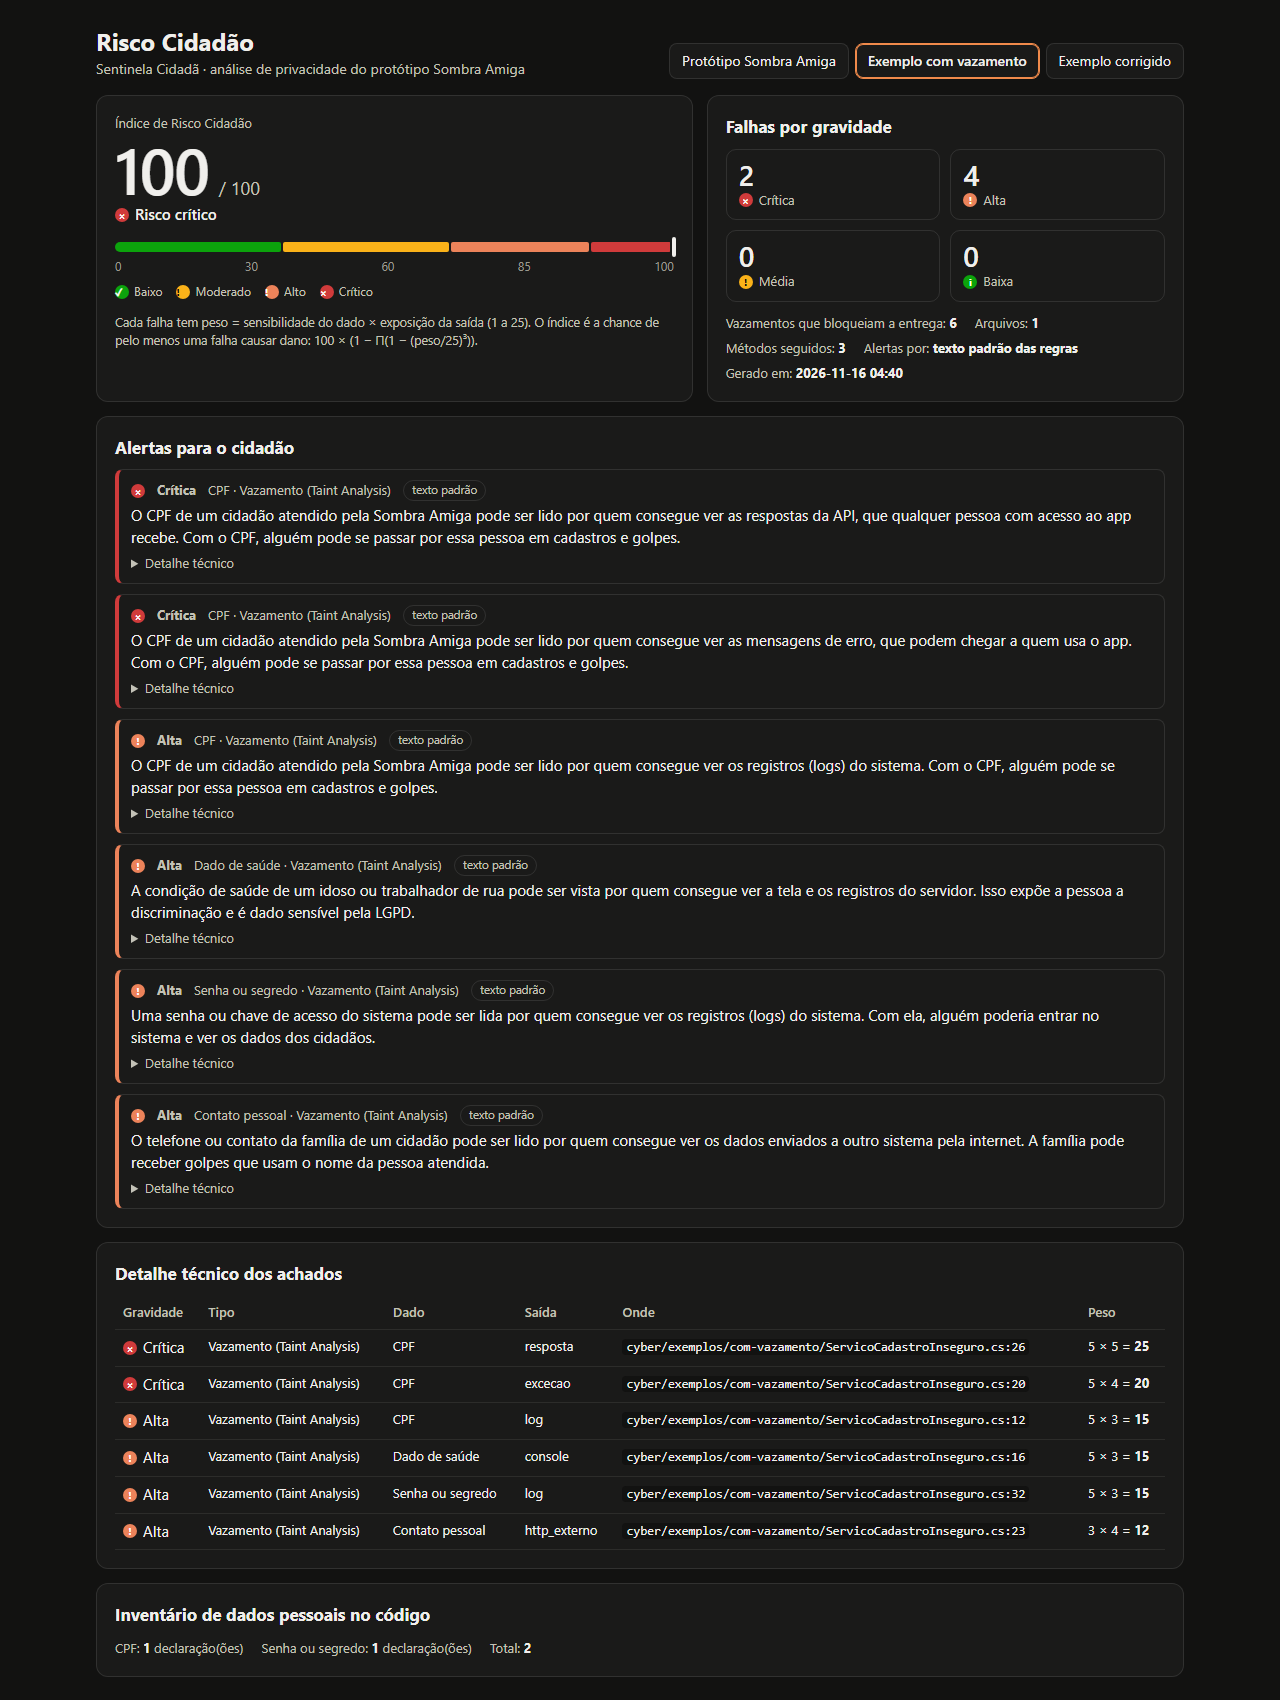 Risco Cidadão
Sentinela Cidadã · análise de privacidade do protótipo Sombra Amiga
Protótipo Sombra Amiga
Exemplo com vazamento
Exemplo corrigido
Índice de Risco Cidadão
100 / 100
Risco crítico
0 30 60 85 100
Baixo Moderado Alto Crítico
Cada falha tem peso = sensibilidade do dado × exposição da saída (1 a 25). O índice é a chance de
pelo menos uma falha causar dano: 100 × (1 − Π(1 − (peso/25)³)).
Falhas por gravidade
2
Crítica
4
Alta
0
Média
0
Baixa
Vazamentos que bloqueiam a entrega: 6 Arquivos: 1
Métodos seguidos: 3 Alertas por: texto padrão das regras
Gerado em: 2026-11-16 04:40
Alertas para o cidadão
Crítica CPF · Vazamento (Taint Analysis) texto padrão
O CPF de um cidadão atendido pela Sombra Amiga pode ser lido por quem consegue ver as respostas da API, que qualquer pessoa com acesso ao app
recebe. Com o CPF, alguém pode se passar por essa pessoa em cadastros e golpes.
▶ Detalhe técnico
Crítica CPF · Vazamento (Taint Analysis) texto padrão
O CPF de um cidadão atendido pela Sombra Amiga pode ser lido por quem consegue ver as mensagens de erro, que podem chegar a quem usa o app.
Com o CPF, alguém pode se passar por essa pessoa em cadastros e golpes.
▶ Detalhe técnico
Alta CPF · Vazamento (Taint Analysis) texto padrão
O CPF de um cidadão atendido pela Sombra Amiga pode ser lido por quem consegue ver os registros (logs) do sistema. Com o CPF, alguém pode se
passar por essa pessoa em cadastros e golpes.
▶ Detalhe técnico
Alta Dado de saúde · Vazamento (Taint Analysis) texto padrão
A condição de saúde de um idoso ou trabalhador de rua pode ser vista por quem consegue ver a tela e os registros do servidor. Isso expõe a pessoa a
discriminação e é dado sensível pela LGPD.
▶ Detalhe técnico
Alta Senha ou segredo · Vazamento (Taint Analysis) texto padrão
Uma senha ou chave de acesso do sistema pode ser lida por quem consegue ver os registros (logs) do sistema. Com ela, alguém poderia entrar no
sistema e ver os dados dos cidadãos.
▶ Detalhe técnico
Alta Contato pessoal · Vazamento (Taint Analysis) texto padrão
O telefone ou contato da família de um cidadão pode ser lido por quem consegue ver os dados enviados a outro sistema pela internet. A família pode
receber golpes que usam o nome da pessoa atendida.
▶ Detalhe técnico
Detalhe técnico dos achados
Gravidade Tipo Dado Saída Onde Peso
Crítica Vazamento (Taint Analysis) CPF resposta cyber/exemplos/com-vazamento/ServicoCadastroInseguro.cs:26 5 × 5 = 25
Crítica Vazamento (Taint Analysis) CPF excecao cyber/exemplos/com-vazamento/ServicoCadastroInseguro.cs:20 5 × 4 = 20
Alta Vazamento (Taint Analysis) CPF log cyber/exemplos/com-vazamento/ServicoCadastroInseguro.cs:12 5 × 3 = 15
Alta Vazamento (Taint Analysis) Dado de saúde console cyber/exemplos/com-vazamento/ServicoCadastroInseguro.cs:16 5 × 3 = 15
Alta Vazamento (Taint Analysis) Senha ou segredo log cyber/exemplos/com-vazamento/ServicoCadastroInseguro.cs:32 5 × 3 = 15
Alta Vazamento (Taint Analysis) Contato pessoal http_externo cyber/exemplos/com-vazamento/ServicoCadastroInseguro.cs:23 3 × 4 = 12
Inventário de dados pessoais no código
CPF: 1 declaração(ões) Senha ou segredo: 1 declaração(ões) Total: 2